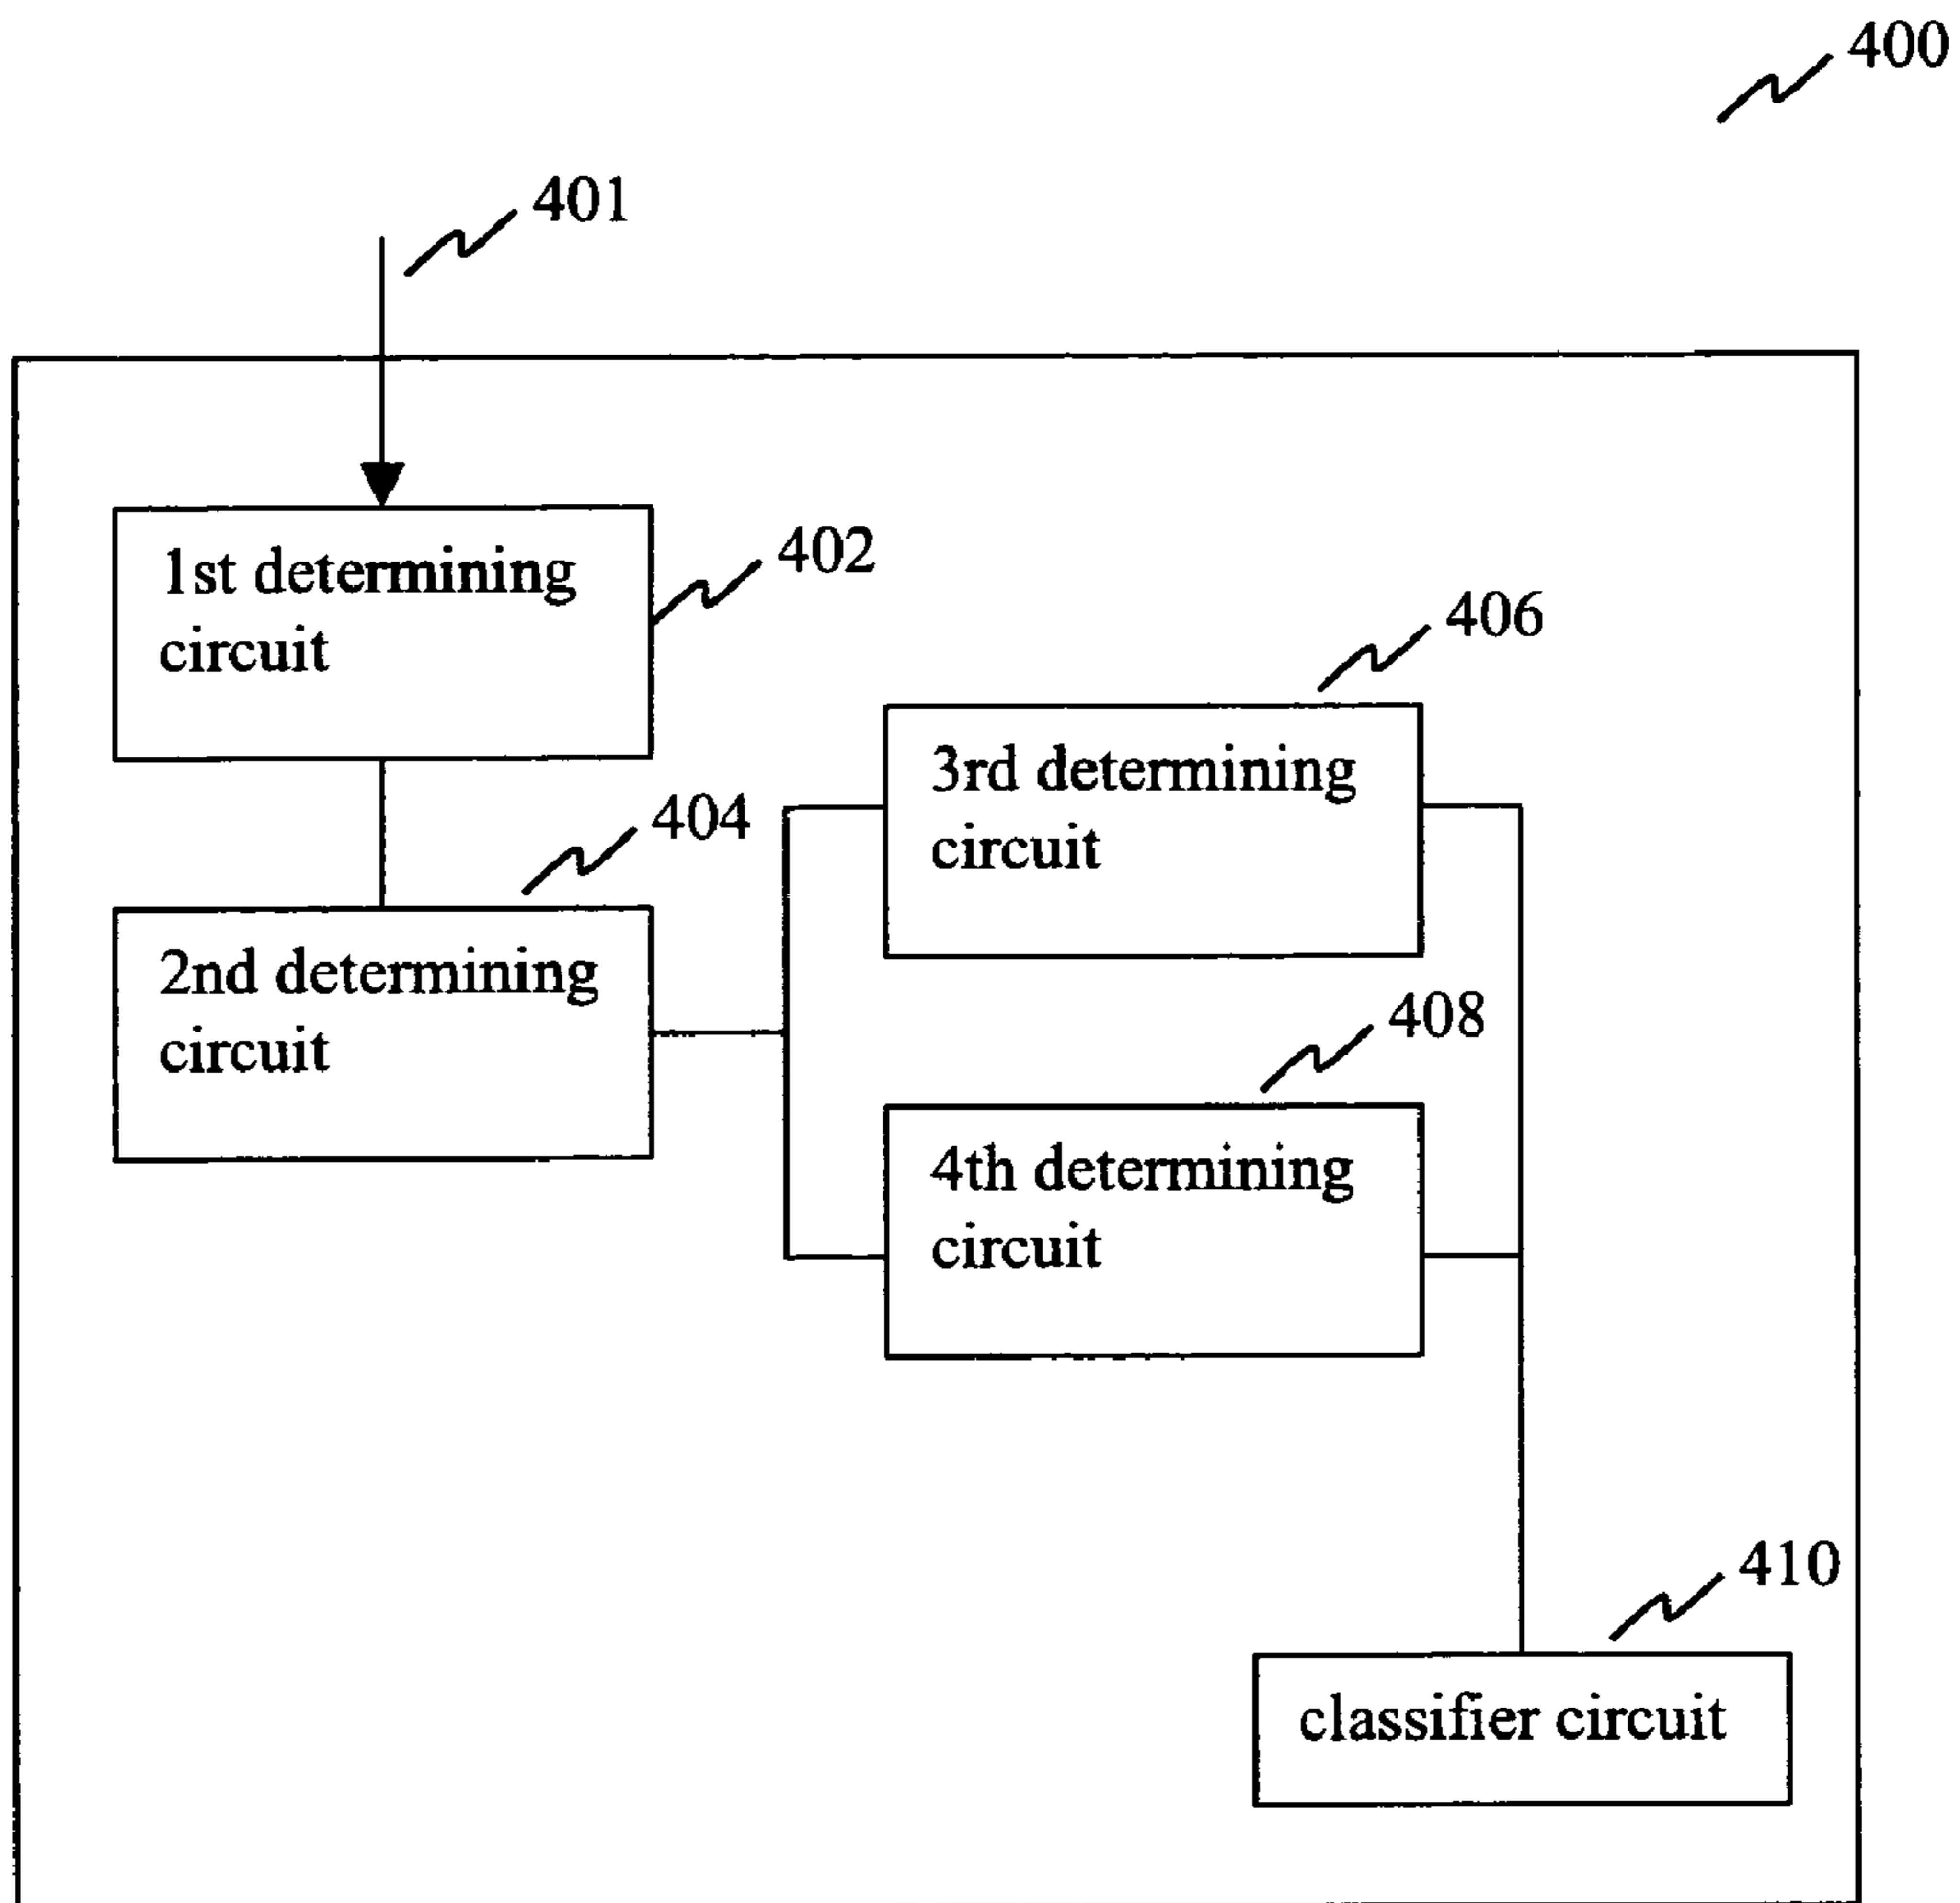 400
401
1st determining
circuit
402
406
3rd determining
circuit
404
2nd determining
circuit
408
4th determining
circuit
410
classifier circuit